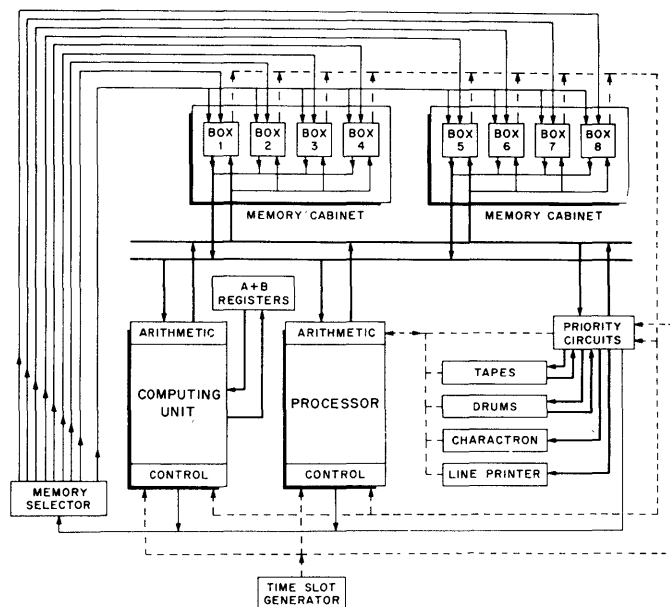 BOX 1
BOX 2
BOX 3
BOX 4
BOX 5
BOX 6
BOX 7
BOX 8
MEMORY CABINET
MEMORY CABINET
A+B
REGISTERS
ARITHMETIC
COMPUTING
UNIT
CONTROL
ARITHMETIC
PROCESSOR
CONTROL
PRIORITY
CIRCUITS
TAPES
DRUMS
CHARACTRON
LINE PRINTER
MEMORY
SELECTOR
TIME SLOT
GENERATOR